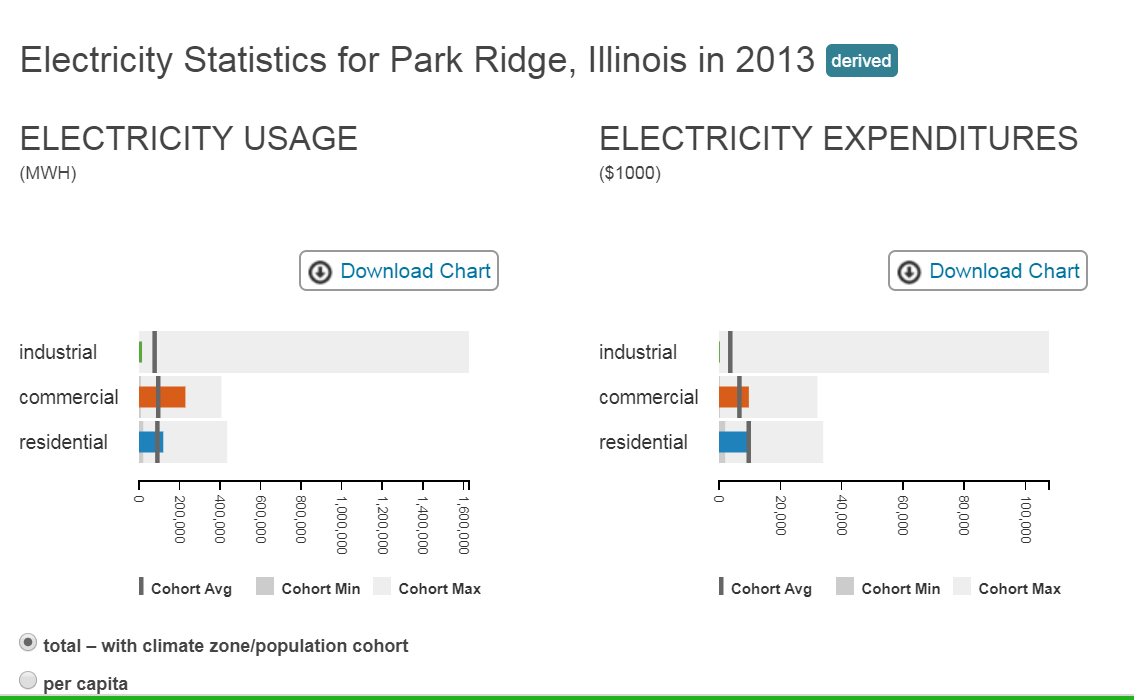 Electricity Statistics for Park Ridge, Illinois in 2013 derived
ELECTRICITY USAGE
(MWH)
Download Chart
industrial
commercial
residential
0 200,000 400,000 600,000 800,000 1,000,000 1,200,000 1,400,000 1,600,000
Cohort Avg Cohort Min Cohort Max
ELECTRICITY EXPENDITURES
($1000)
Download Chart
industrial
commercial
residential
0 20,000 40,000 60,000 80,000 100,000
Cohort Avg Cohort Min Cohort Max
total – with climate zone/population cohort
per capita